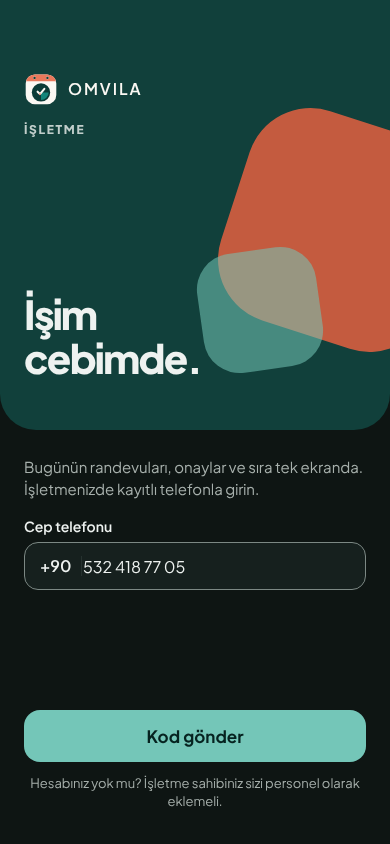 OMVILA
İŞLETME
İşim
cebimde.
Bugünün randevuları, onaylar ve sıra tek ekranda.
İşletmenizde kayıtlı telefonla girin.
Cep telefonu
+90 532 418 77 05
Kod gönder
Hesabınız yok mu? İşletme sahibiniz sizi personel olarak
eklemeli.